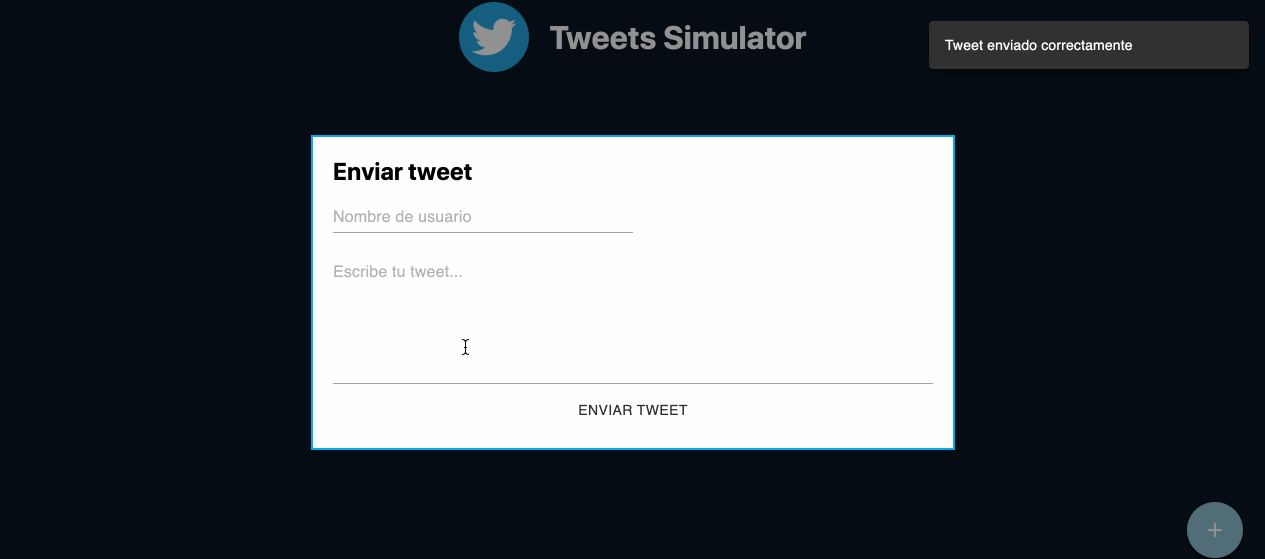 Tweets Simulator
Tweet enviado correctamente
Enviar tweet
Nombre de usuario
Escribe tu tweet...
ENVIAR TWEET
+